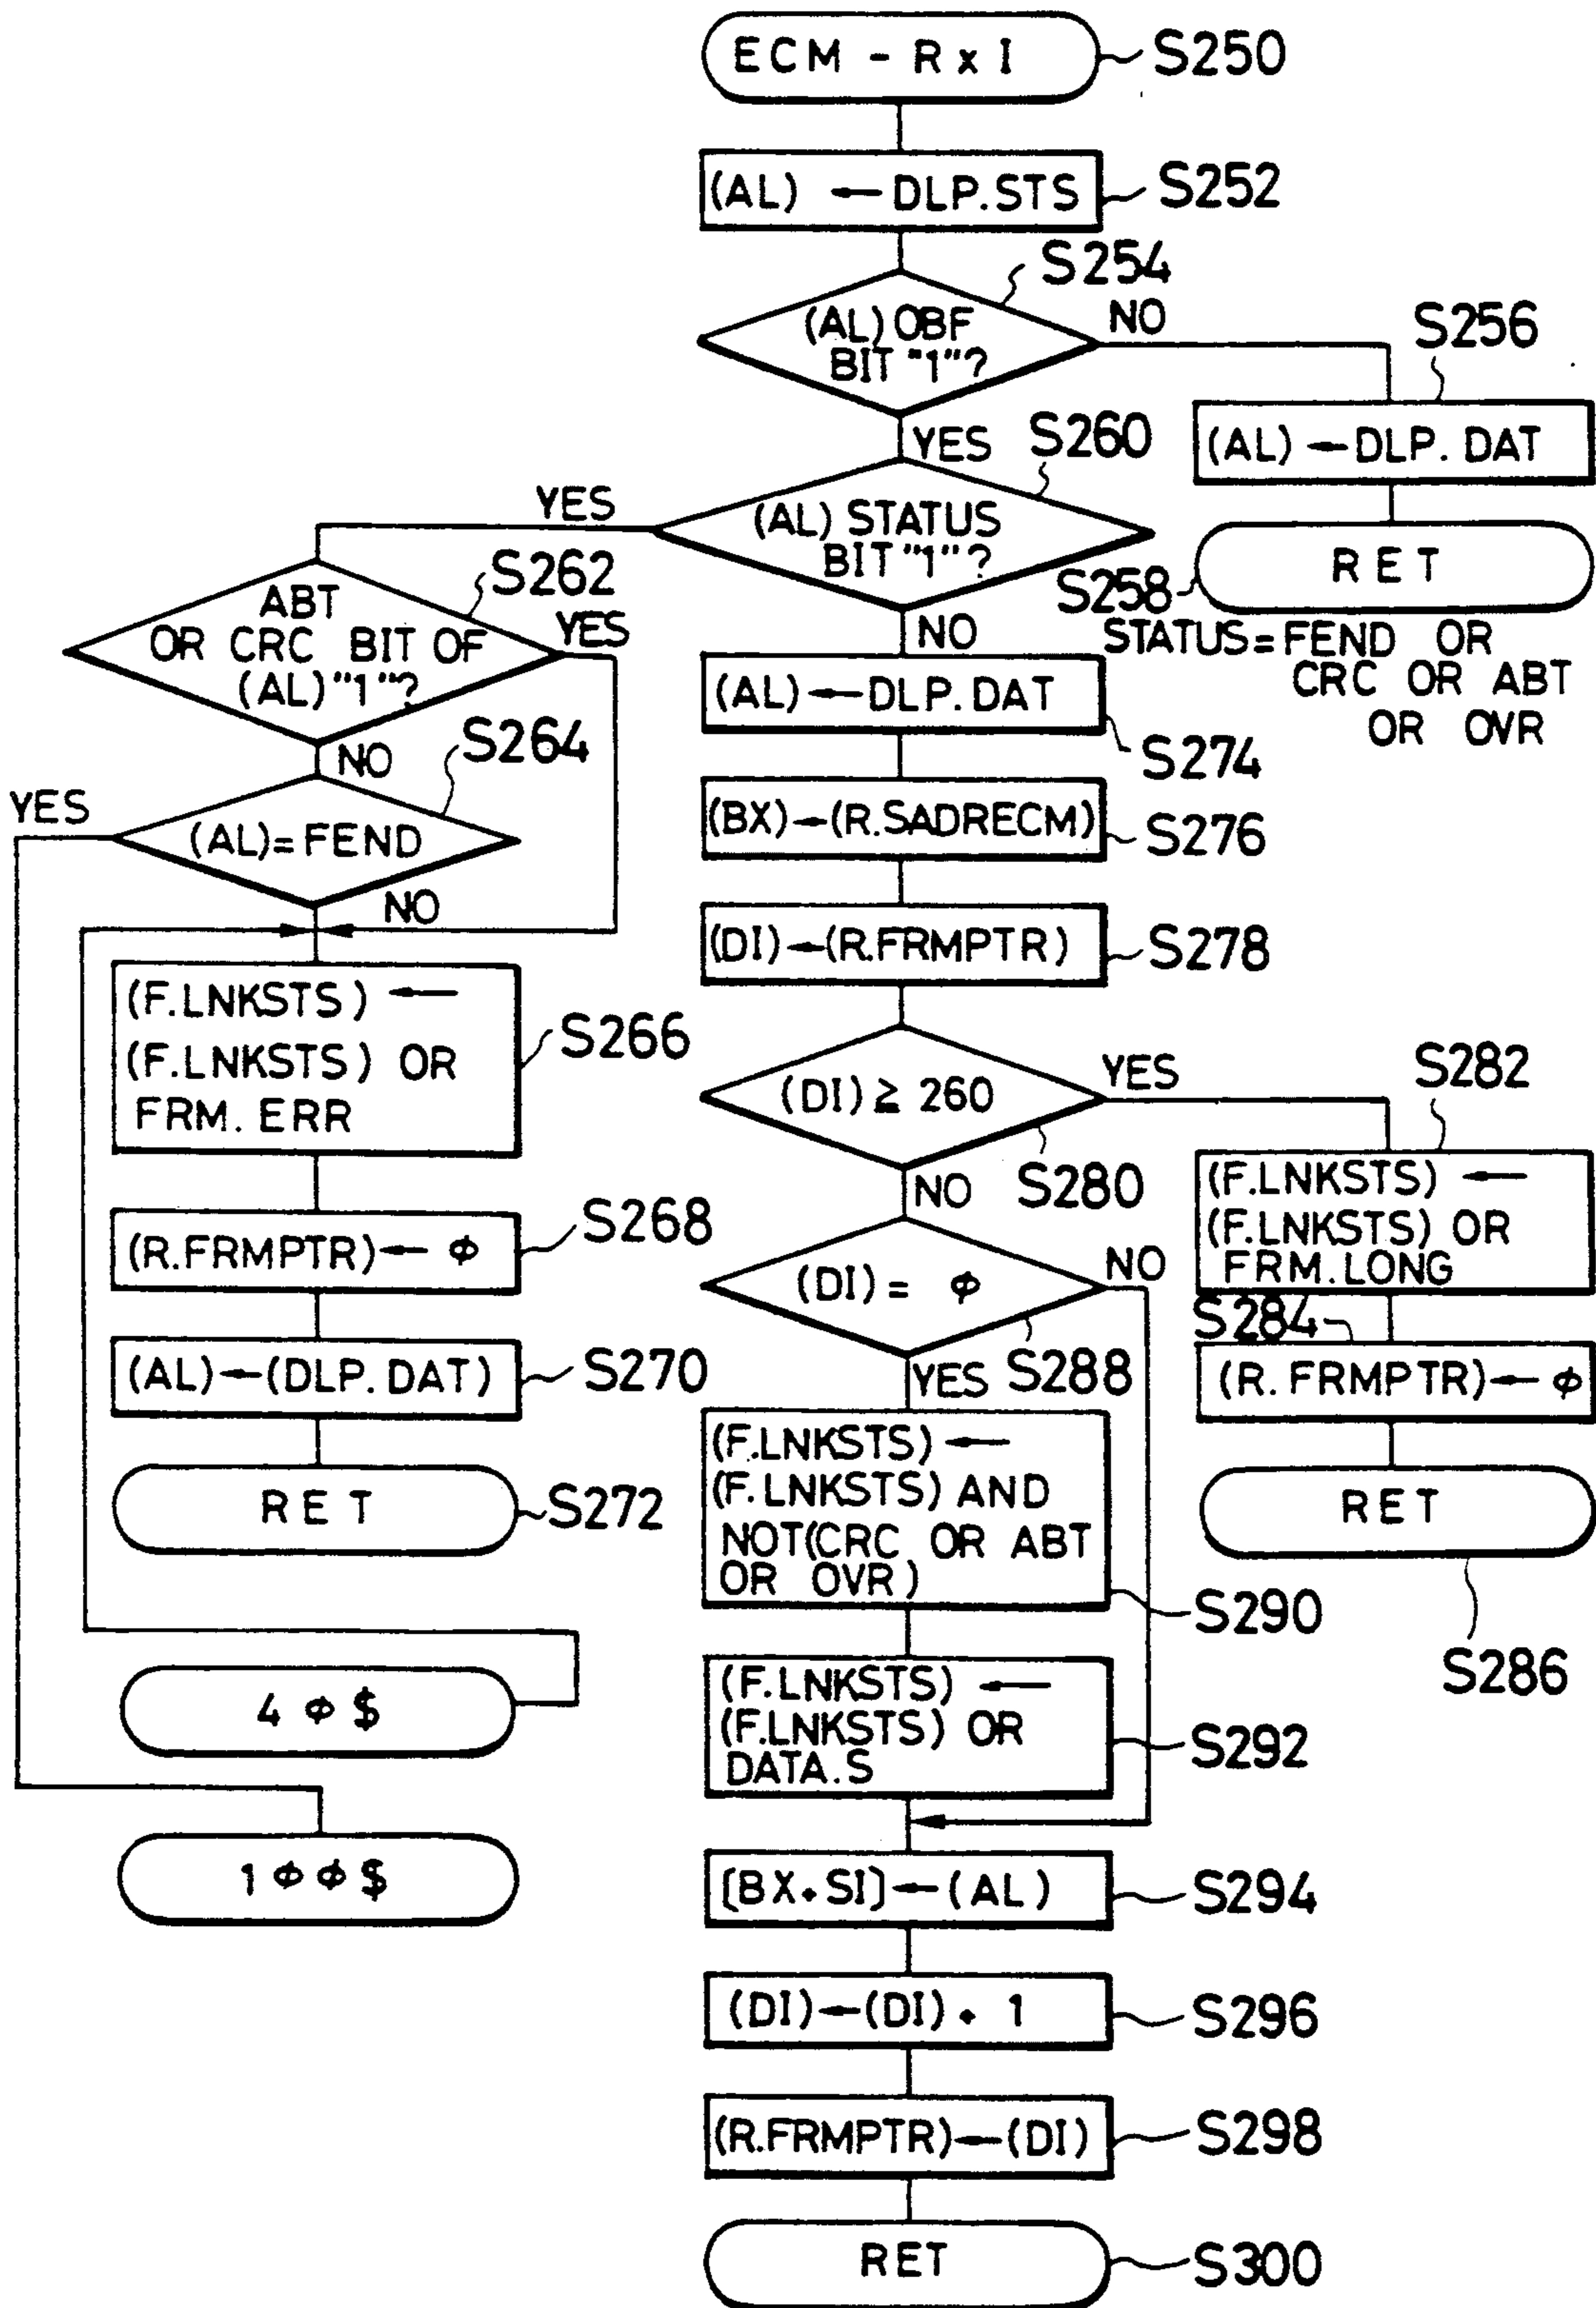 ECM - RxI
S250
(AL) ← DLP.STS
S252
S254
(AL) OBF
BIT "1"?
NO
S256
(AL) ← DLP. DAT
YES
S260
YES
(AL) STATUS
BIT "1"?
RET
S258
STATUS = FEND OR
CRC OR ABT
OR OVR
S262
ABT
OR CRC BIT OF
(AL) "1"?
YES
NO
NO
(AL) ← DLP.DAT
S274
S264
YES
(AL) = FEND
NO
(BX) ← (R.SADRECM)
S276
(DI) ← (R.FRMPTR)
S278
(F.LNKSTS) ←
(F.LNKSTS) OR
FRM. ERR
S266
(DI) ≧ 260
YES
S280
NO
S282
(F.LNKSTS) ←
(F.LNKSTS) OR
FRM.LONG
(R.FRMPTR) ← φ
S268
(DI) = φ
NO
S288
YES
S284
(R. FRMPTR) ← φ
(AL) ← (DLP. DAT)
S270
(F.LNKSTS) ←
(F.LNKSTS) AND
NOT(CRC OR ABT
OR OVR)
S290
RET
S272
RET
S286
4 φ $
(F.LNKSTS) ←
(F.LNKSTS) OR
DATA.S
S292
1 φ φ $
[BX+SI] ← (AL)
S294
(DI) ← (DI) + 1
S296
(R.FRMPTR) ← (DI)
S298
RET
S300